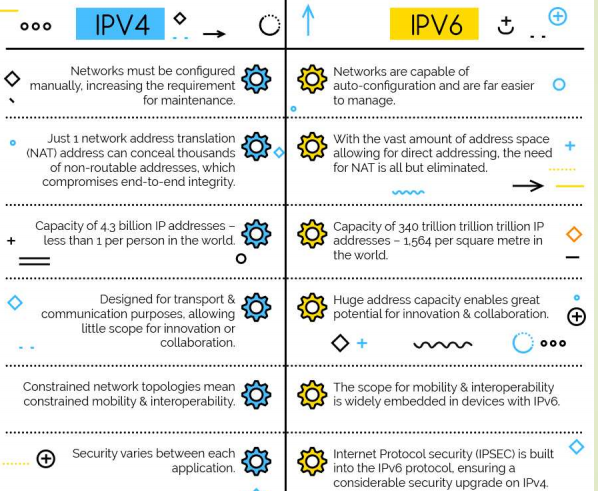 IPV4
IPV6
Networks must be configured
manually, increasing the requirement
for maintenance.
Networks are capable of
auto-configuration and are far easier
to manage.
Just 1 network address translation
(NAT) address can conceal thousands
of non-routable addresses, which
compromises end-to-end integrity.
With the vast amount of address space
allowing for direct addressing, the need
for NAT is all but eliminated.
Capacity of 4.3 billion IP addresses –
less than 1 per person in the world.
Capacity of 340 trillion trillion trillion IP
addresses – 1,564 per square metre in
the world.
Designed for transport &
communication purposes, allowing
little scope for innovation or
collaboration.
Huge address capacity enables great
potential for innovation & collaboration.
Constrained network topologies mean
constrained mobility & interoperability.
The scope for mobility & interoperability
is widely embedded in devices with IPv6.
Security varies between each
application.
Internet Protocol security (IPSEC) is built
into the IPv6 protocol, ensuring a
considerable security upgrade on IPv4.